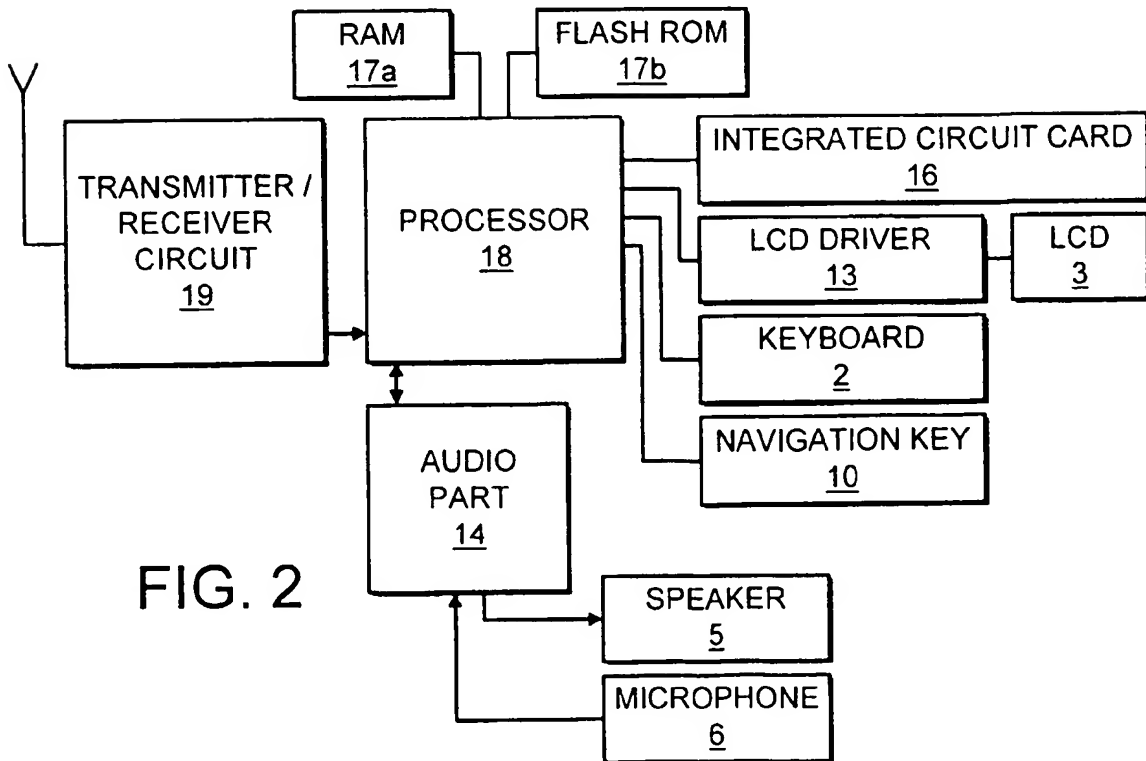 RAM
17a
FLASH ROM
17b
TRANSMITTER /
RECEIVER
CIRCUIT
19
PROCESSOR
18
INTEGRATED CIRCUIT CARD
16
LCD DRIVER
13
LCD
3
KEYBOARD
2
NAVIGATION KEY
10
AUDIO
PART
14
FIG. 2
SPEAKER
5
MICROPHONE
6